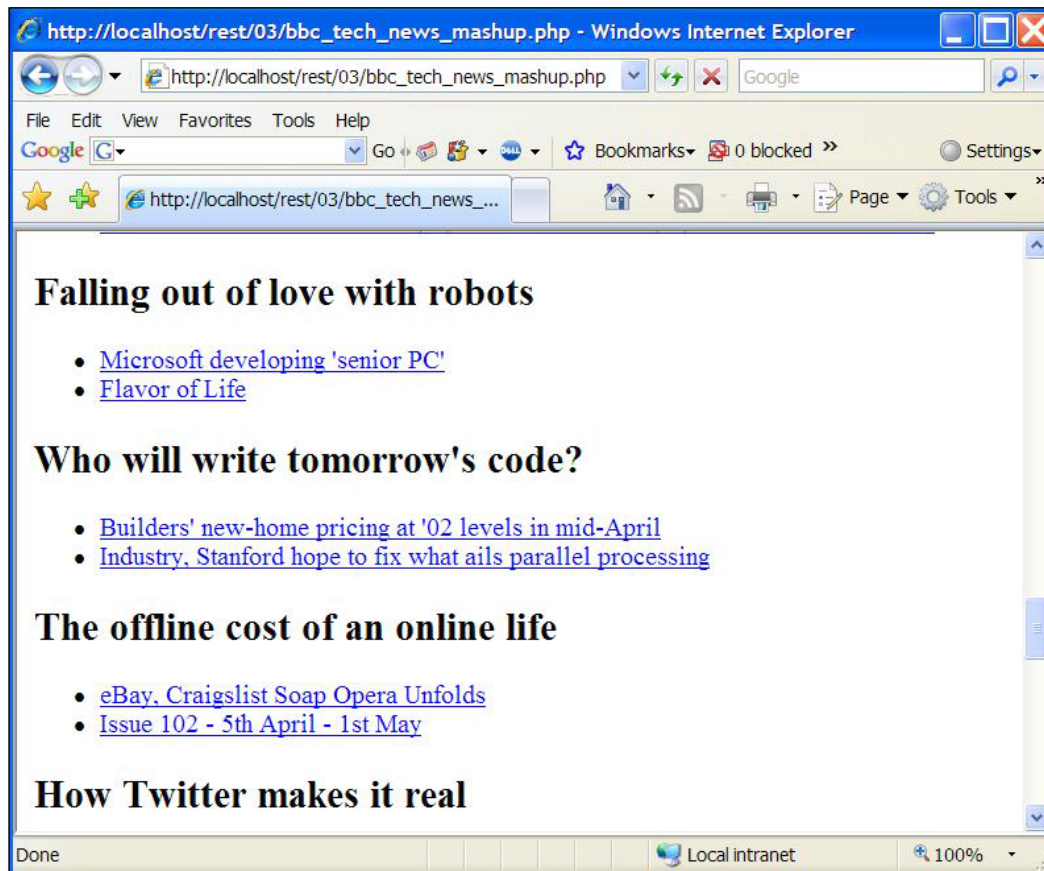 http://localhost/rest/03/bbc_tech_news_mashup.php - Windows Internet Explorer
http://localhost/rest/03/bbc_tech_news_mashup.php Google
File Edit View Favorites Tools Help
Google G Go DELL Bookmarks 0 blocked » Settings
http://localhost/rest/03/bbc_tech_news_... Page Tools »
Falling out of love with robots
• Microsoft developing 'senior PC'
• Flavor of Life
Who will write tomorrow's code?
• Builders' new-home pricing at '02 levels in mid-April
• Industry, Stanford hope to fix what ails parallel processing
The offline cost of an online life
• eBay, Craigslist Soap Opera Unfolds
• Issue 102 - 5th April - 1st May
How Twitter makes it real
Done Local intranet 100%